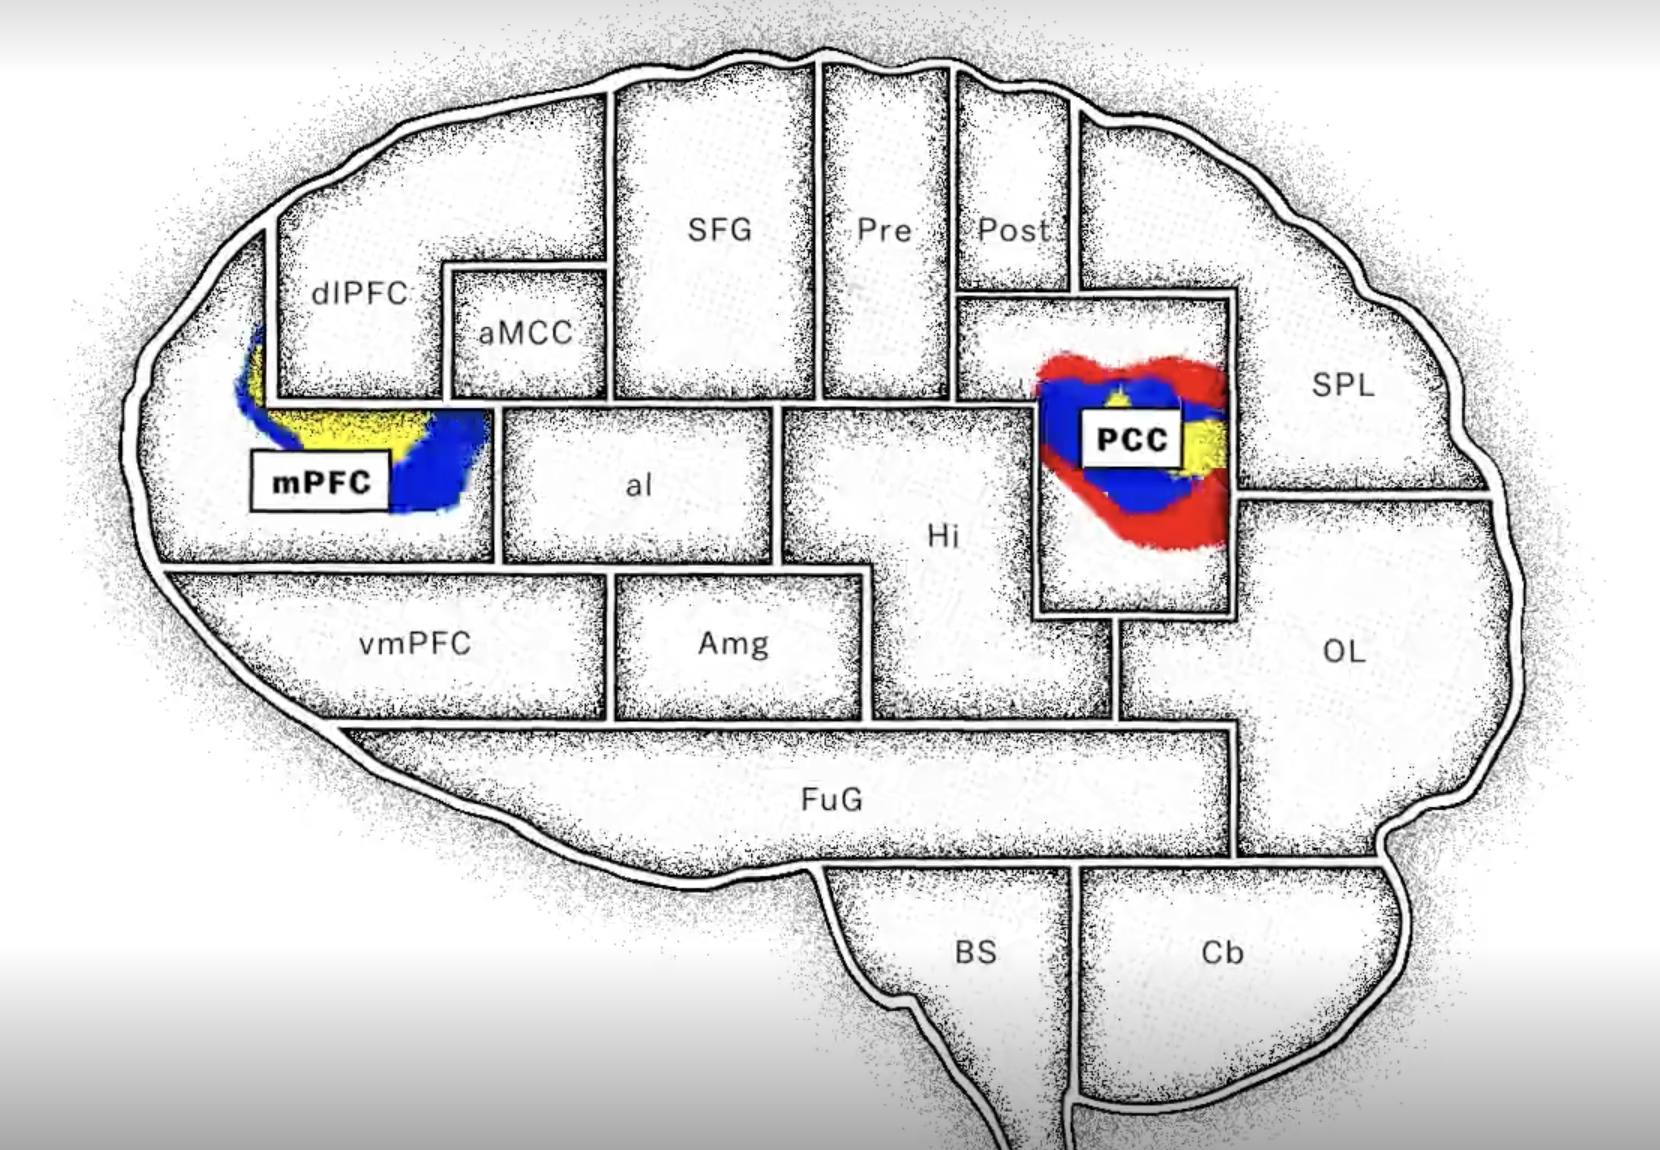 SFG
Pre
Post
dlPFC
aMCC
SPL
PCC
mPFC
aI
Hi
vmPFC
Amg
OL
FuG
BS
Cb